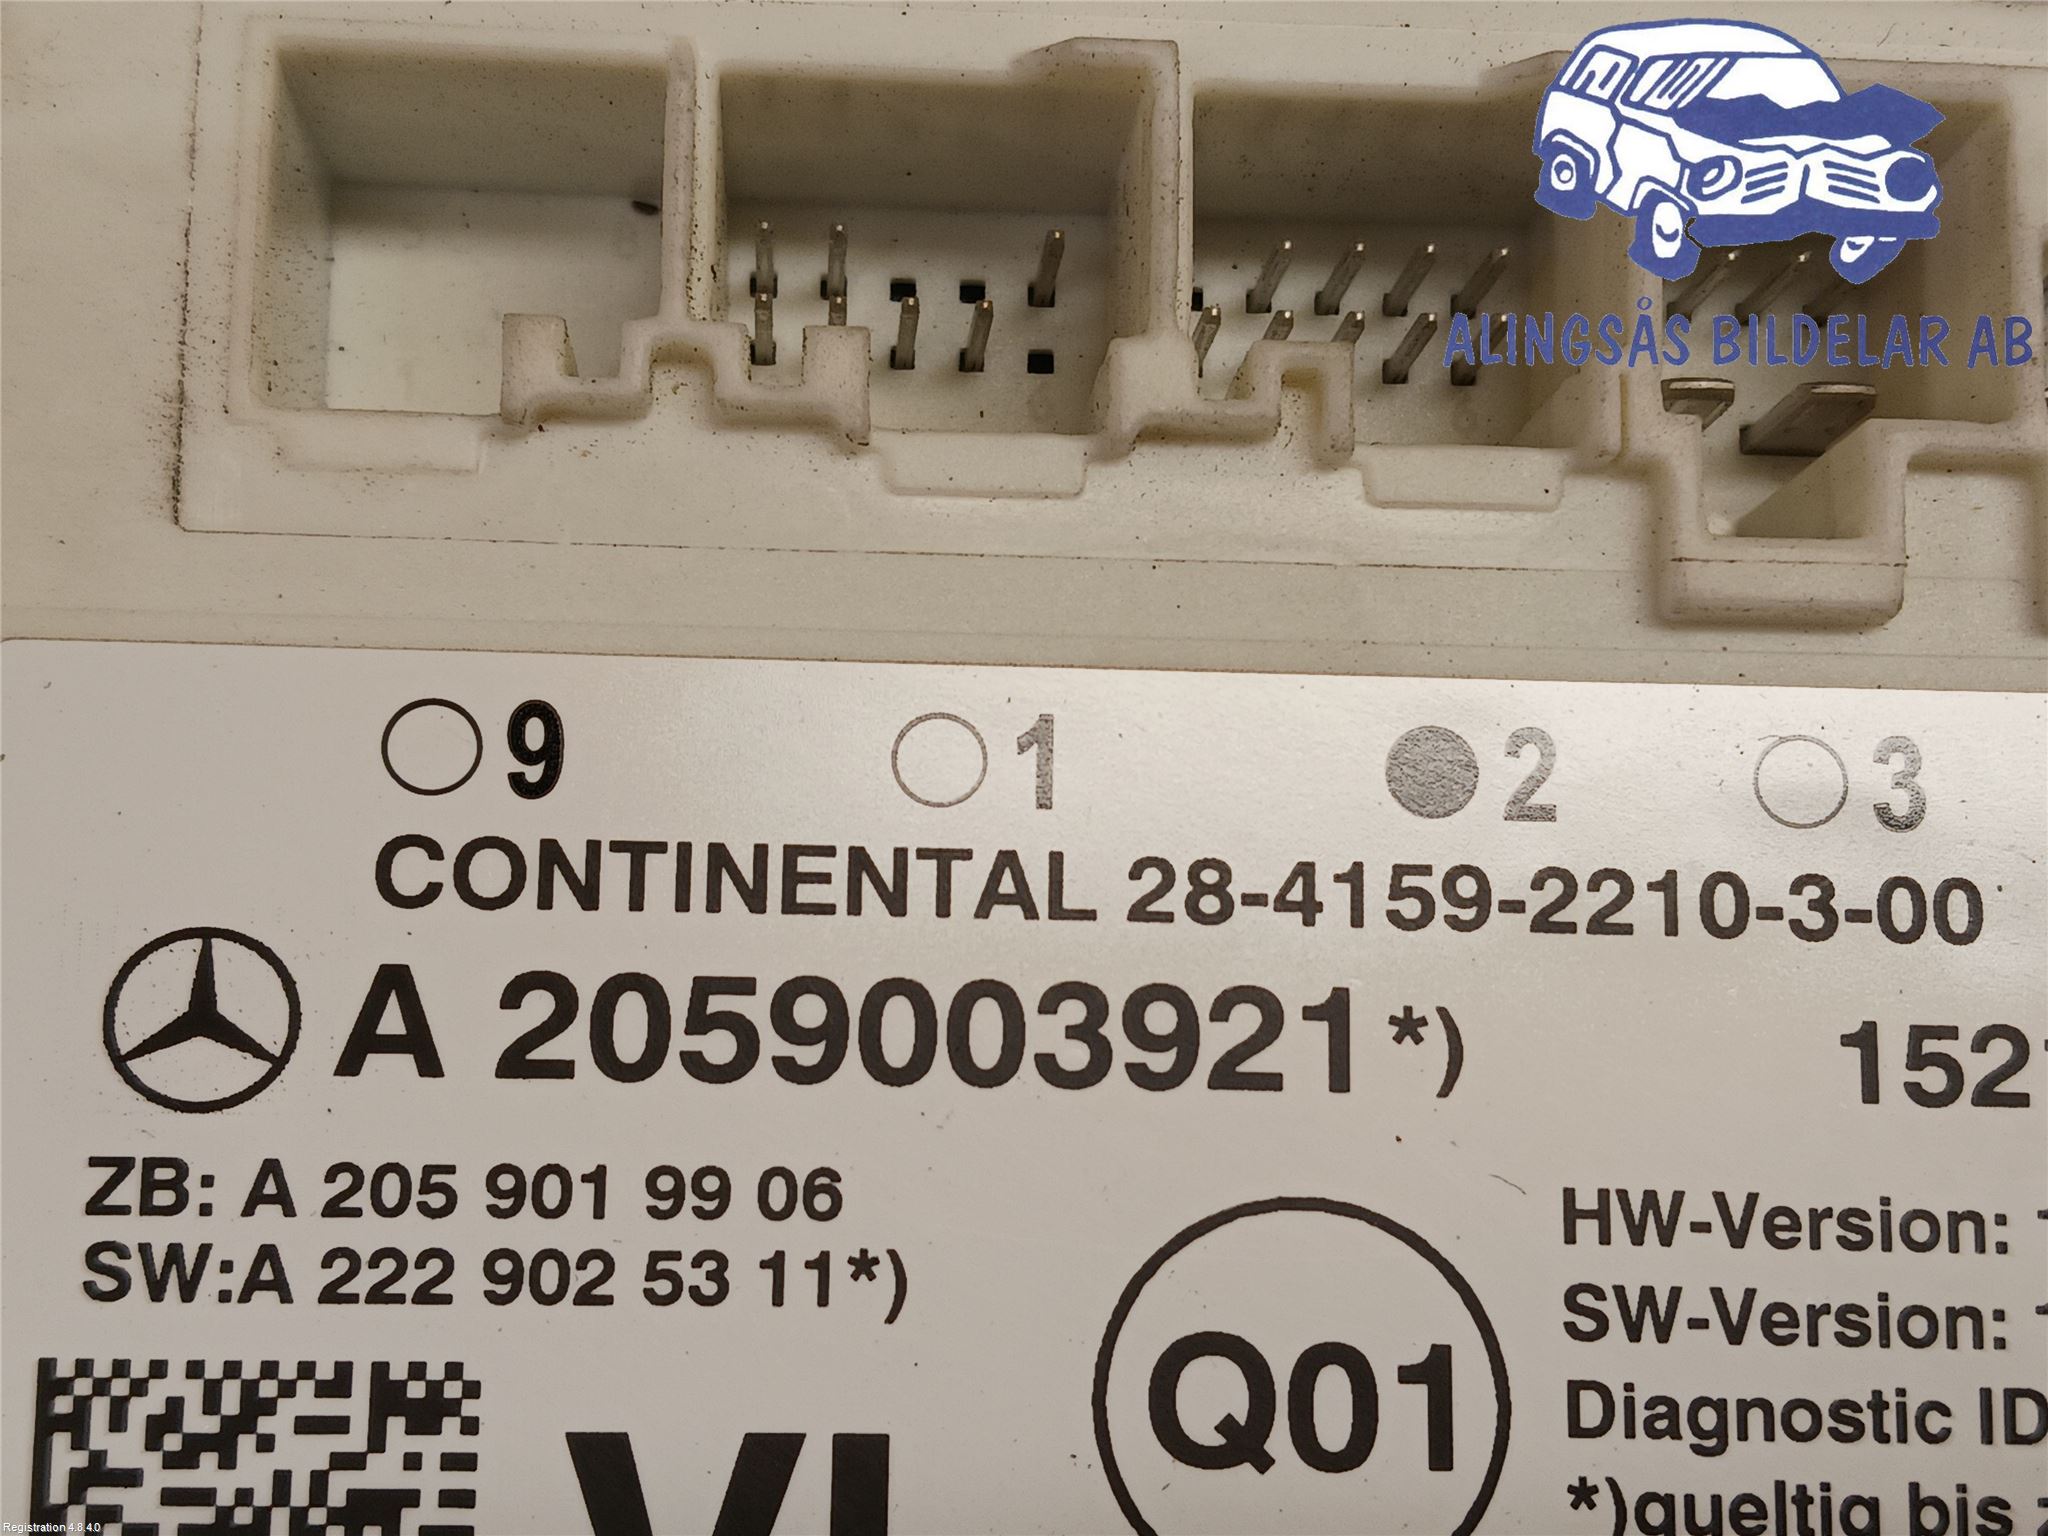 ALINGSÅS BILDELAR AB
9 1 2 3
CONTINENTAL 28-4159-2210-3-00
A 2059003921*) 152
ZB: A 205 901 99 06
SW:A 222 902 53 11*)
HW-Version:
SW-Version:
Q01
Diagnostic ID
VI
*)gueltig bis
Registration 4.8.4.0